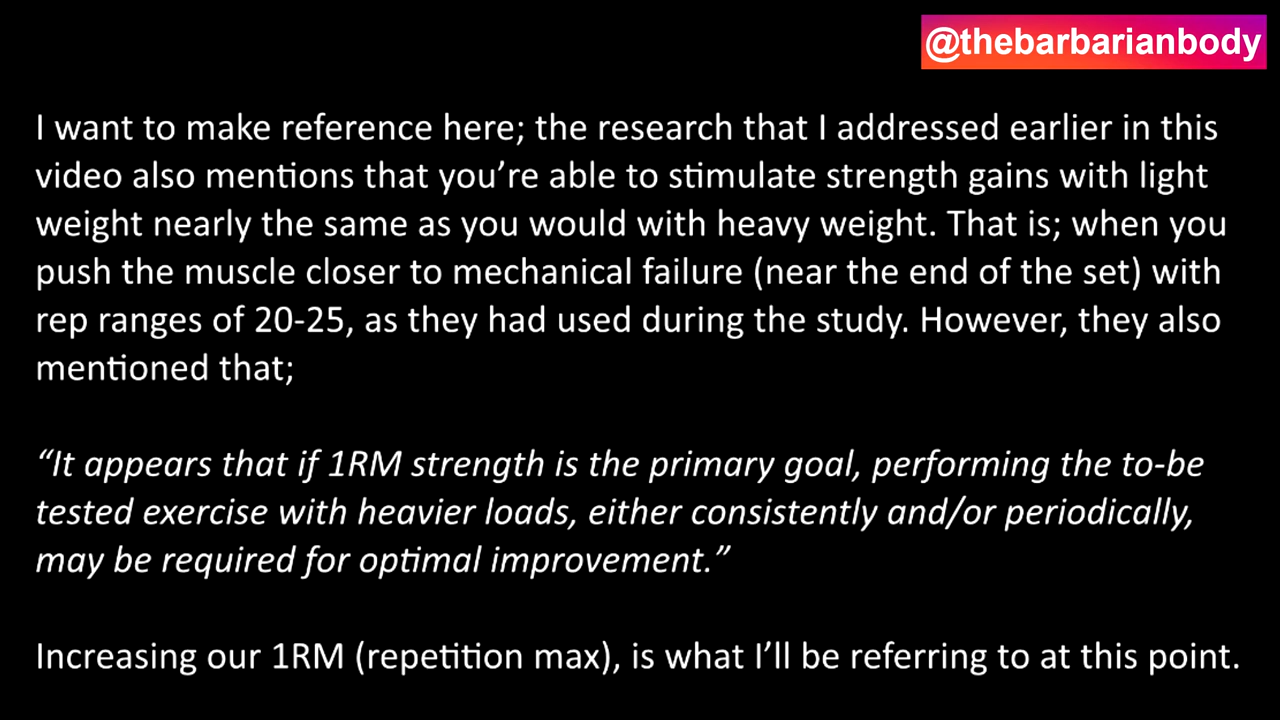 @thebarbarianbody
I want to make reference here; the research that I addressed earlier in this
video also mentions that you’re able to stimulate strength gains with light
weight nearly the same as you would with heavy weight. That is; when you
push the muscle closer to mechanical failure (near the end of the set) with
rep ranges of 20-25, as they had used during the study. However, they also
mentioned that;
“It appears that if 1RM strength is the primary goal, performing the to-be
tested exercise with heavier loads, either consistently and/or periodically,
may be required for optimal improvement.”
Increasing our 1RM (repetition max), is what I’ll be referring to at this point.